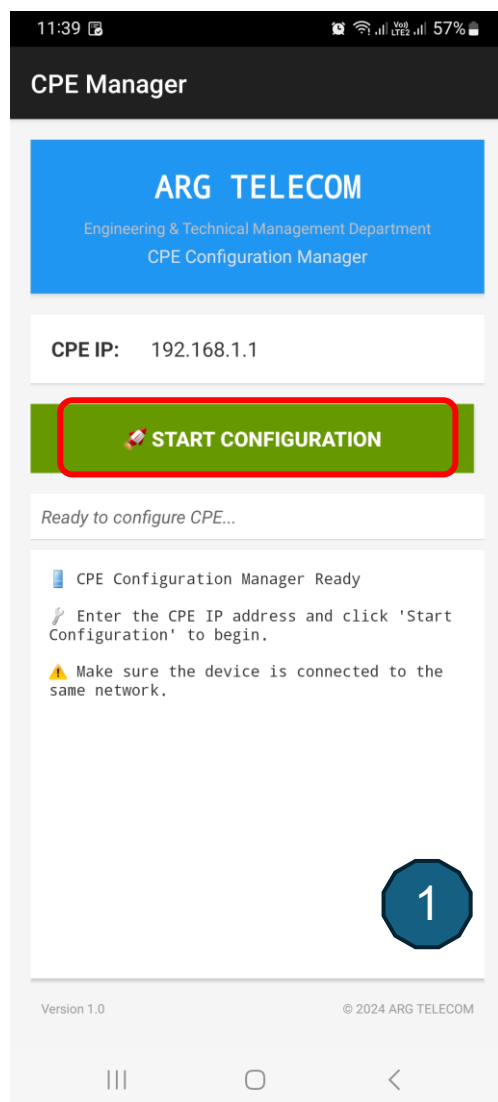 11:39 Vo)) LTE2 57%
CPE Manager
ARG TELECOM
Engineering & Technical Management Department
CPE Configuration Manager
CPE IP: 192.168.1.1
🚀 START CONFIGURATION
Ready to configure CPE...
📱 CPE Configuration Manager Ready
🔧 Enter the CPE IP address and click 'Start
Configuration' to begin.
⚠️ Make sure the device is connected to the
same network.
1
Version 1.0 © 2024 ARG TELECOM